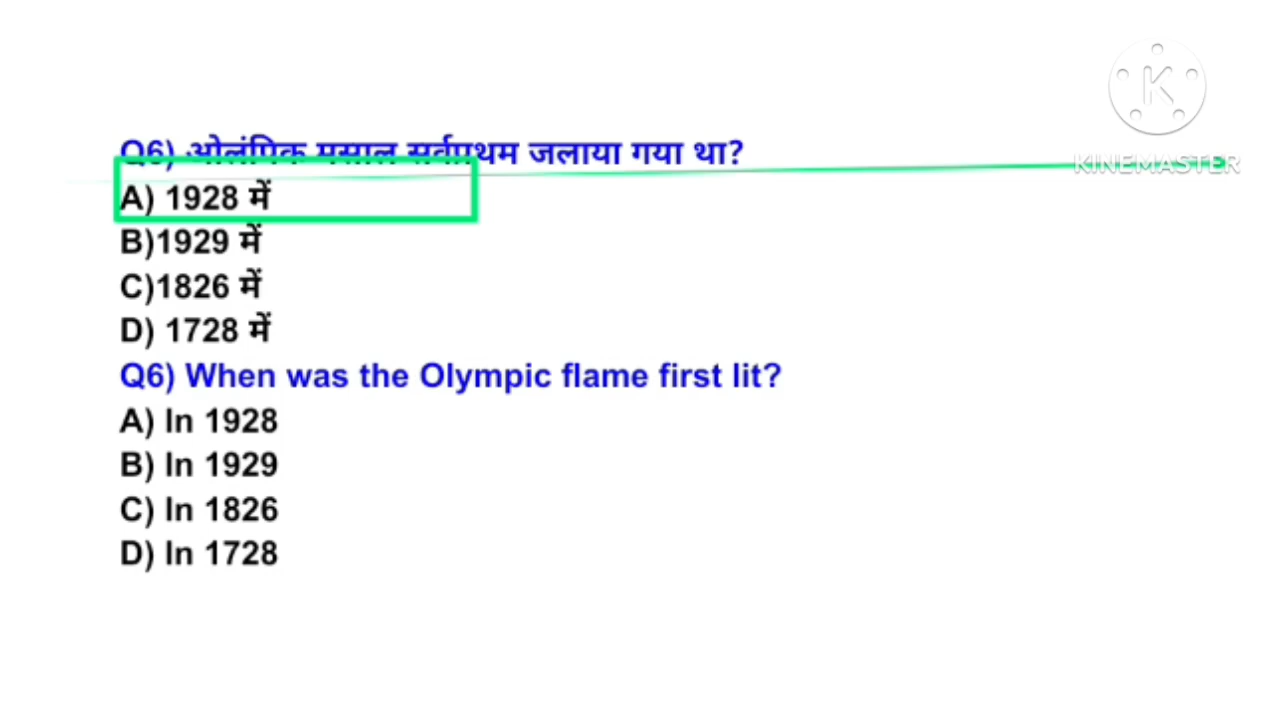 Q6) ओलंपिक मसाल सर्वप्रथम जलाया गया था?
A) 1928 में
B)1929 में
C)1826 में
D) 1728 में
Q6) When was the Olympic flame first lit?
A) In 1928
B) In 1929
C) In 1826
D) In 1728
K
KINEMASTER